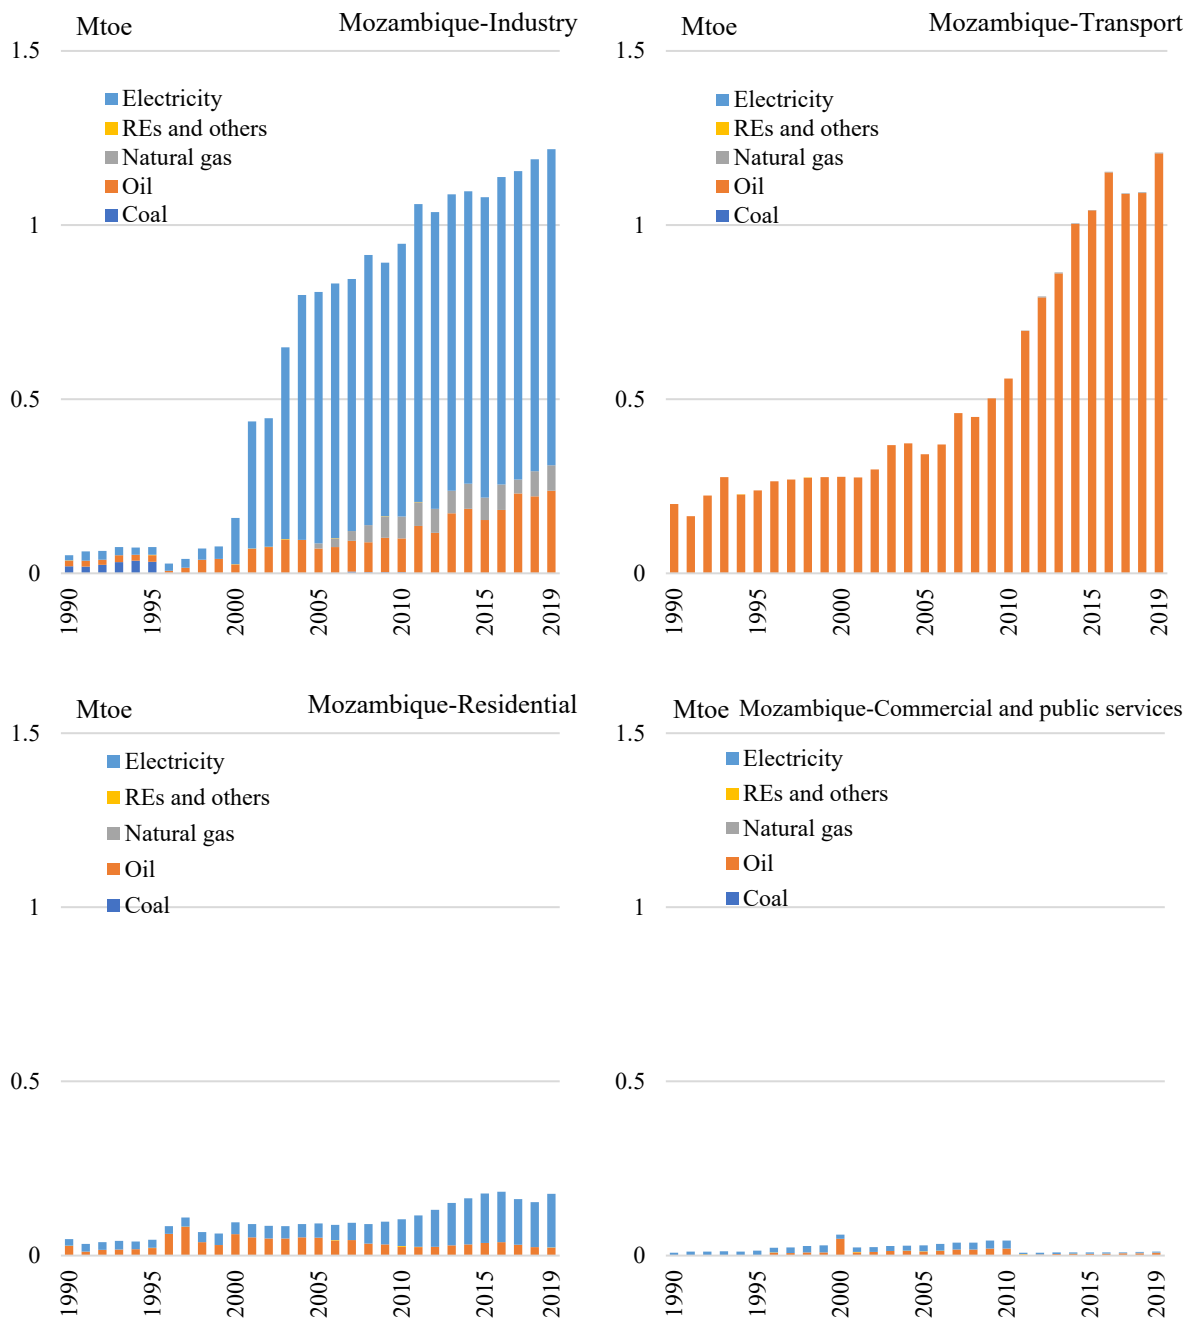 Mtoe
Mozambique-Industry
1.5
Electricity
REs and others
Natural gas
Oil
Coal
1
0.5
0
1990
1995
2000
2005
2010
2015
2019
Mtoe
Mozambique-Transport
1.5
Electricity
REs and others
Natural gas
Oil
Coal
1
0.5
0
1990
1995
2000
2005
2010
2015
2019
Mtoe
Mozambique-Residential
1.5
Electricity
REs and others
Natural gas
Oil
Coal
1
0.5
0
1990
1995
2000
2005
2010
2015
2019
Mtoe
Mozambique-Commercial and public services
1.5
Electricity
REs and others
Natural gas
Oil
Coal
1
0.5
0
1990
1995
2000
2005
2010
2015
2019